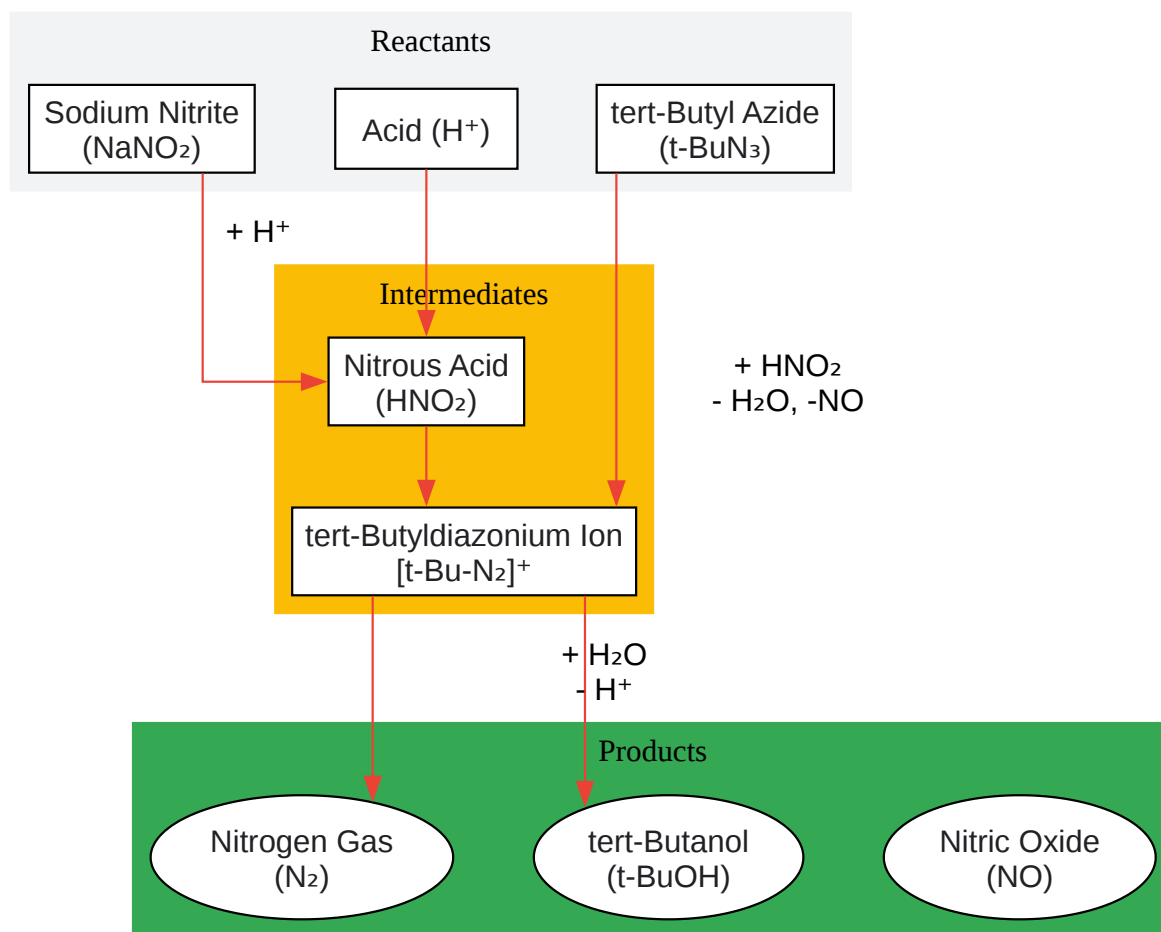 Reactants
Sodium Nitrite
(NaNO₂)
Acid (H⁺)
tert-Butyl Azide
(t-BuN₃)
+ H⁺
Intermediates
Nitrous Acid
(HNO₂)
+ HNO₂
- H₂O, -NO
tert-Butyldiazonium Ion
[t-Bu-N₂]⁺
+ H₂O
- H⁺
Products
Nitrogen Gas
(N₂)
tert-Butanol
(t-BuOH)
Nitric Oxide
(NO)